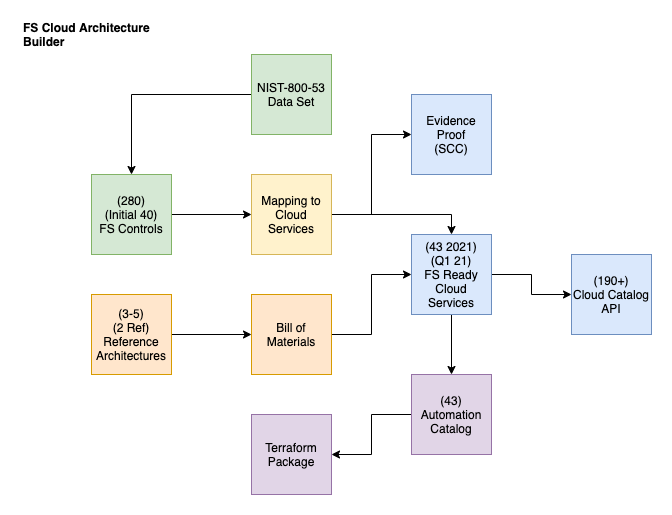 FS Cloud Architecture
Builder
NIST-800-53
Data Set
Evidence
Proof
(SCC)
(280)
(Initial 40)
FS Controls
Mapping to
Cloud
Services
(43 2021)
(Q1 21)
FS Ready
Cloud
Services
(190+)
Cloud Catalog
API
(3-5)
(2 Ref)
Reference
Architectures
Bill of
Materials
(43)
Automation
Catalog
Terraform
Package